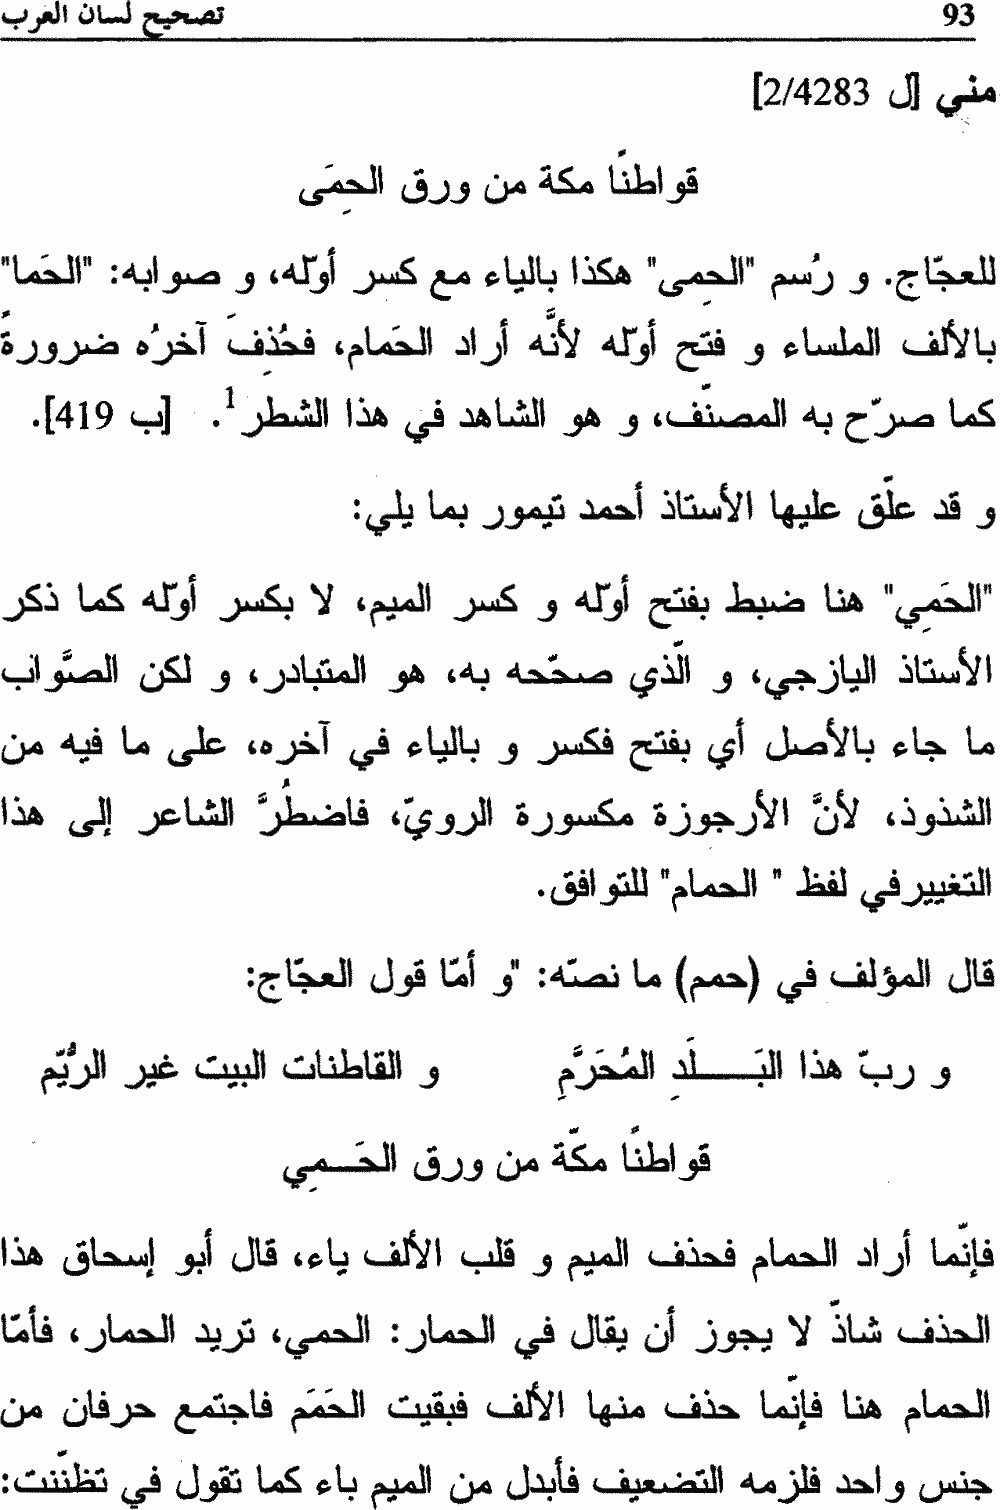 93 تصحيح لسان العرب
مني [ل 2/4283]
قواطنًا مكة من ورق الحِمَى
للعجّاج. و رُسم "الحِمى" هكذا بالياء مع كسر أوّله، و صوابه: "الحَما"
بالألف الملساء و فتح أوّله لأنَّه أراد الحَمام، فحُذِفَ آخرُه ضرورةً
كما صرّح به المصنّف، و هو الشاهد في هذا الشطر1. [ب 419].
و قد علّق عليها الأستاذ أحمد تيمور بما يلي:
"الحَمِي" هنا ضبط بفتح أوّله و كسر الميم، لا بكسر أوّله كما ذكر
الأستاذ اليازجي، و الّذي صحّحه به، هو المتبادر، و لكن الصَّواب
ما جاء بالأصل أي بفتح فكسر و بالياء في آخره، على ما فيه من
الشذوذ، لأنَّ الأرجوزة مكسورة الرويّ، فاضطُرَّ الشاعر إلى هذا
التغييرفي لفظ " الحمام" للتوافق.
قال المؤلف في (حمم) ما نصّه: "و أمّا قول العجّاج:
و ربّ هذا البَـــــلَدِ المُحَرَّمِ و القاطنات البيت غير الرُّيّم
قواطنًا مكّة من ورق الحَـــمِي
فإنّما أراد الحمام فحذف الميم و قلب الألف ياء، قال أبو إسحاق هذا
الحذف شاذّ لا يجوز أن يقال في الحمار: الحمي، تريد الحمار، فأمّا
الحمام هنا فإنّما حذف منها الألف فبقيت الحَمَم فاجتمع حرفان من
جنس واحد فلزمه التضعيف فأبدل من الميم باء كما تقول في تظنّنت: